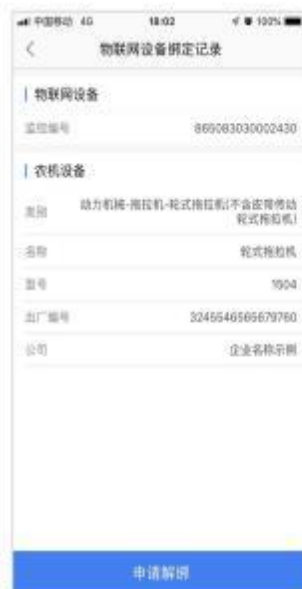 中国移动 4G 18:02 100%
物联网设备绑定记录
物联网设备
监控编号 865083030002430
农机设备
类别 动力机械-拖拉机-轮式拖拉机(不含皮带传动
轮式拖拉机)
名称 轮式拖拉机
型号 1604
出厂编号 3245546565679760
公司 企业名称示例
申请解绑